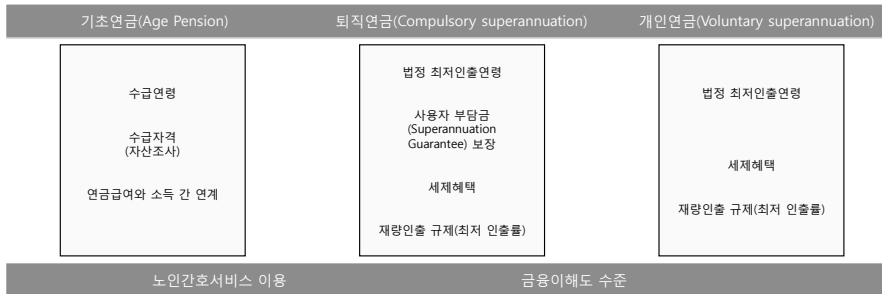 기초연금(Age Pension)
퇴직연금(Compulsory superannuation)
개인연금(Voluntary superannuation)
수급연령
수급자격
(자산조사)
연금급여와 소득 간 연계
법정 최저인출연령
사용자 부담금
(Superannuation
Guarantee) 보장
세제혜택
재량인출 규제(최저 인출률)
법정 최저인출연령
세제혜택
재량인출 규제(최저 인출률)
노인간호서비스 이용
금융이해도 수준